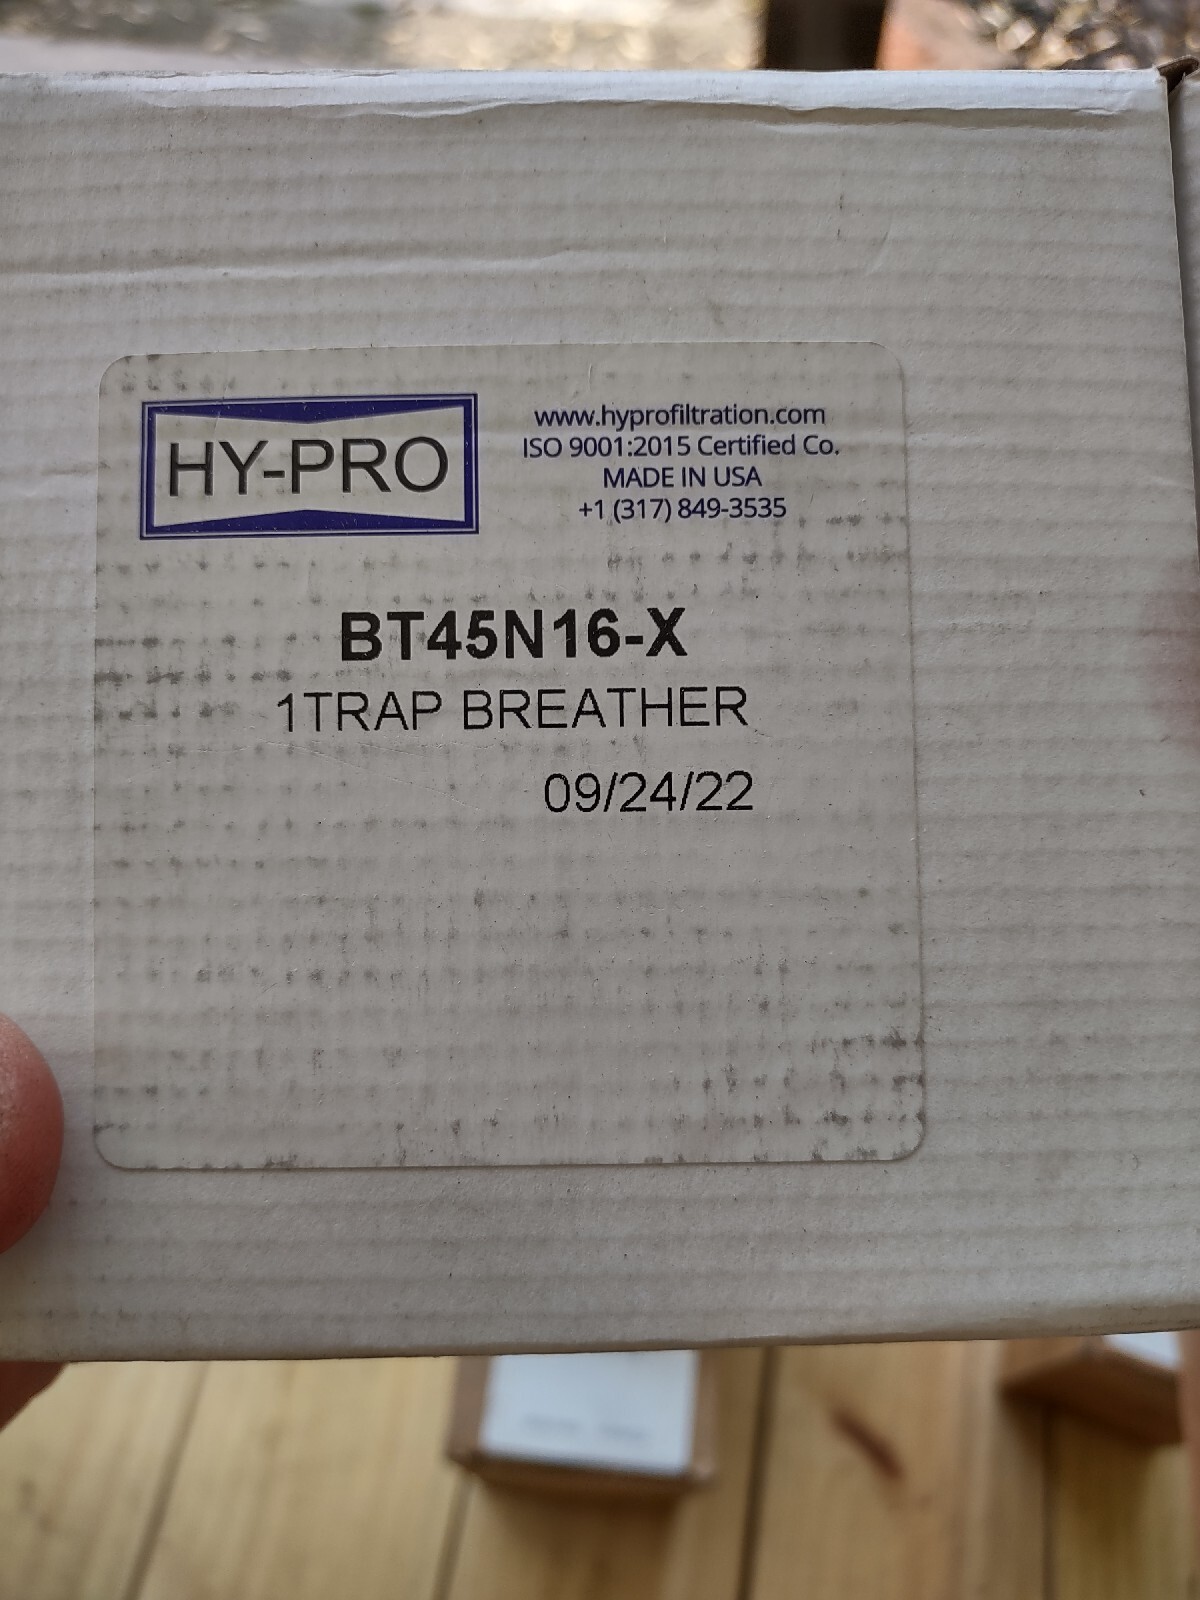 HY-PRO
www.hyprofiltration.com
ISO 9001:2015 Certified Co.
MADE IN USA
+1 (317) 849-3535
BT45N16-X
1TRAP BREATHER
09/24/22